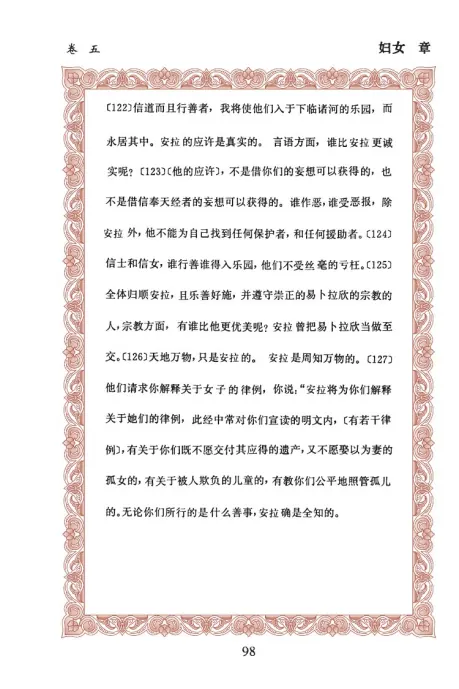 卷 五 妇女 章
〔122〕信道而且行善者，我将使他们入于下临诸河的乐园，而
永居其中。安拉的应许是真实的。 言语方面，谁比安拉更诚
实呢？〔123〕(他的应许)，不是借你们的妄想可以获得的，也
不是借信奉天经者的妄想可以获得的。谁作恶，谁受恶报，除
安拉 外，他不能为自己找到任何保护者，和任何援助者。〔124〕
信士和信女，谁行善谁得入乐园，他们不受丝毫的亏枉。〔125〕
全体归顺安拉，且乐善好施，并遵守崇正的易卜拉欣的宗教的
人，宗教方面， 有谁比他更优美呢？安拉曾把易卜拉欣当做至
交。〔126〕天地万物，只是安拉的。 安拉是周知万物的。〔127〕
他们请求你解释关于女子的律例，你说：“安拉将为你们解释
关于她们的律例，此经中常对你们宣读的明文内，(有若干律
例)，有关于你们既不愿交付其应得的遗产，又不愿娶以为妻的
孤女的，有关于被人欺负的儿童的，有教你们公平地照管孤儿
的。无论你们所行的是什么善事，安拉确是全知的。
98